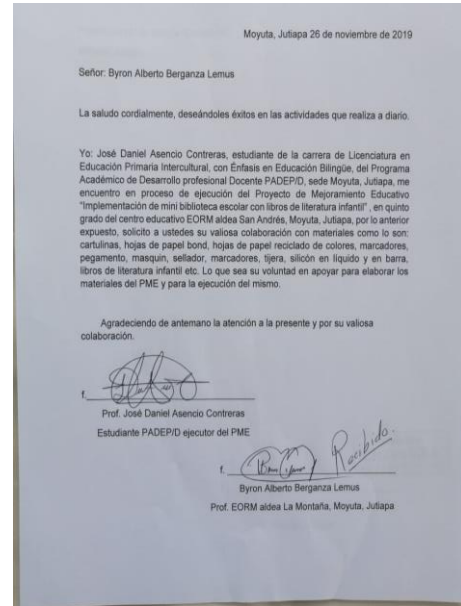 Moyuta, Jutiapa 26 de noviembre de 2019
Señor: Byron Alberto Berganza Lemus
La saludo cordialmente, deseándoles éxitos en las actividades que realiza a diario.
Yo: José Daniel Asencio Contreras, estudiante de la carrera de Licenciatura en
Educación Primaria Intercultural, con Énfasis en Educación Bilingüe, del Programa
Académico de Desarrollo profesional Docente PADEP/D, sede Moyuta, Jutiapa, me
encuentro en proceso de ejecución del Proyecto de Mejoramiento Educativo
"Implementación de mini biblioteca escolar con libros de literatura infantil" , en quinto
grado del centro educativo EORM aldea San Andrés, Moyuta, Jutiapa, por lo anterior
expuesto, solicito a ustedes su valiosa colaboración con materiales como lo son:
cartulinas, hojas de papel bond, hojas de papel reciclado de colores, marcadores,
pegamento, masquin, sellador, marcadores, tijera, silicón en líquido y en barra,
libros de literatura infantil etc. Lo que sea su voluntad en apoyar para elaborar los
materiales del PME y para la ejecución del mismo.
Agradeciendo de antemano la atención a la presente y por su valiosa
colaboración.
f.
Prof. José Daniel Asencio Contreras
Estudiante PADEP/D ejecutor del PME
Recibido.
f.
Byron Alberto Berganza Lemus
Prof. EORM aldea La Montaña, Moyuta, Jutiapa